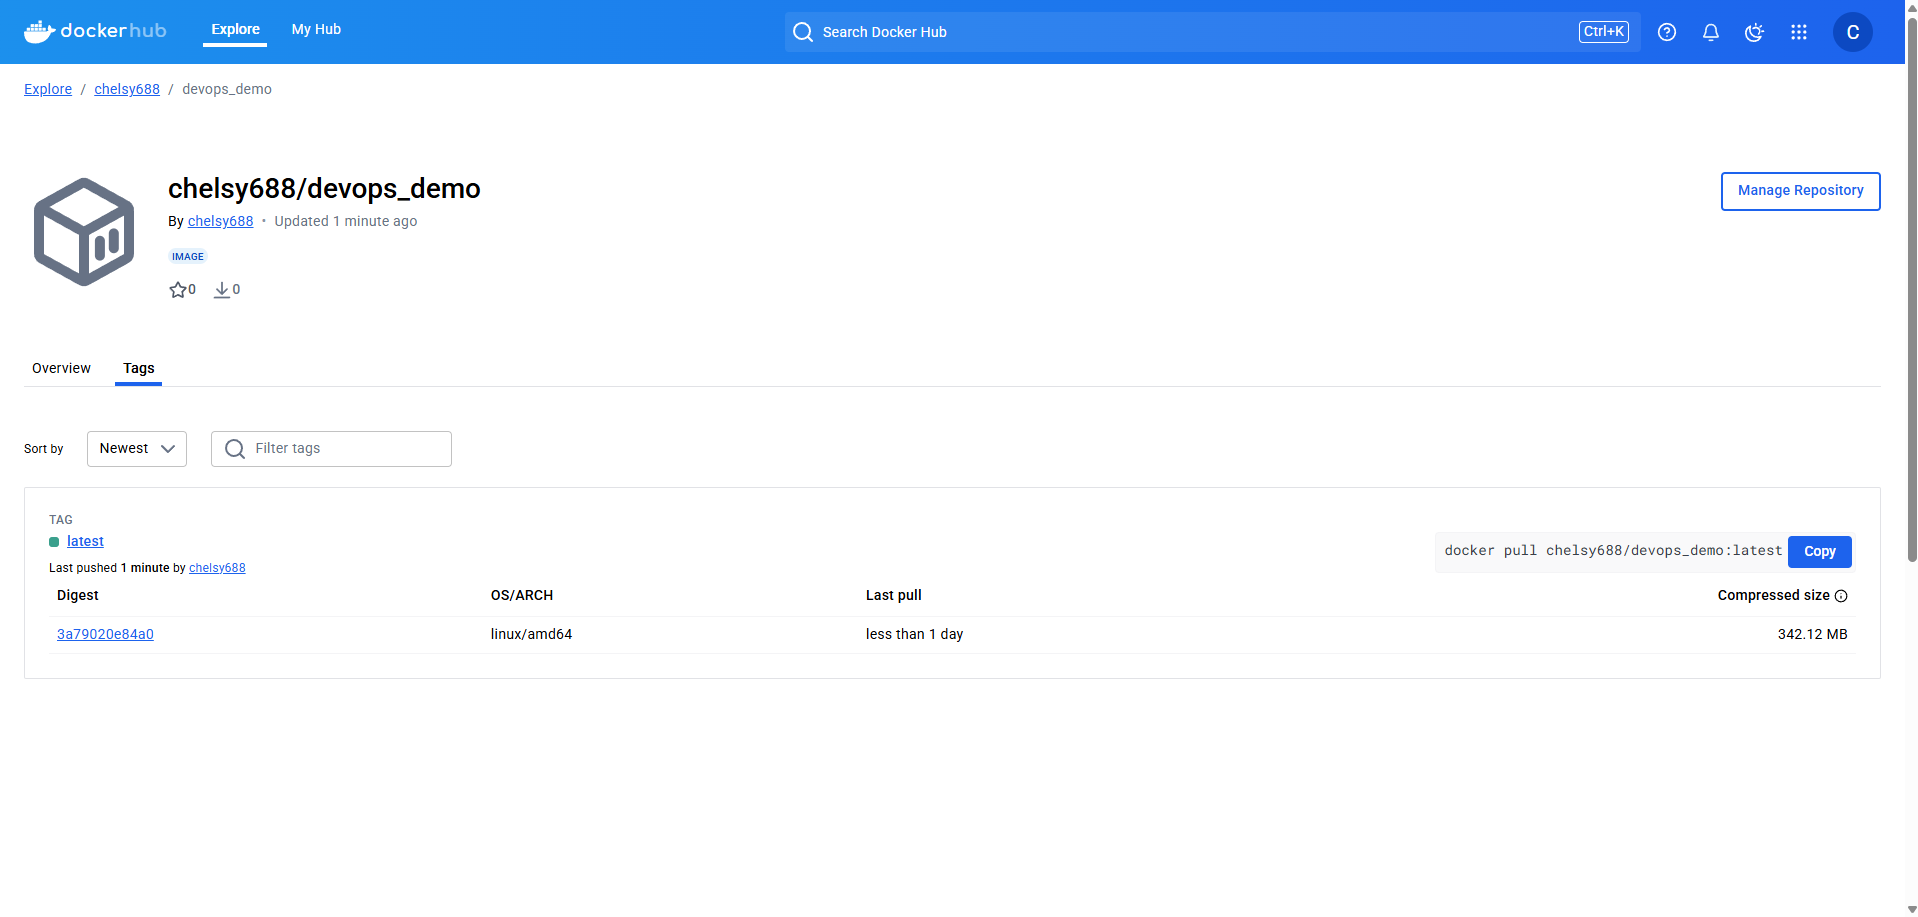 dockerhub Explore My Hub Search Docker Hub Ctrl+K C
Explore / chelsy688 / devops_demo
chelsy688/devops_demo
Manage Repository
By chelsy688 • Updated 1 minute ago
IMAGE
0 0
Overview Tags
Sort by Newest Filter tags
TAG
latest
docker pull chelsy688/devops_demo:latest Copy
Last pushed 1 minute by chelsy688
Digest OS/ARCH Last pull Compressed size
3a79020e84a0 linux/amd64 less than 1 day 342.12 MB